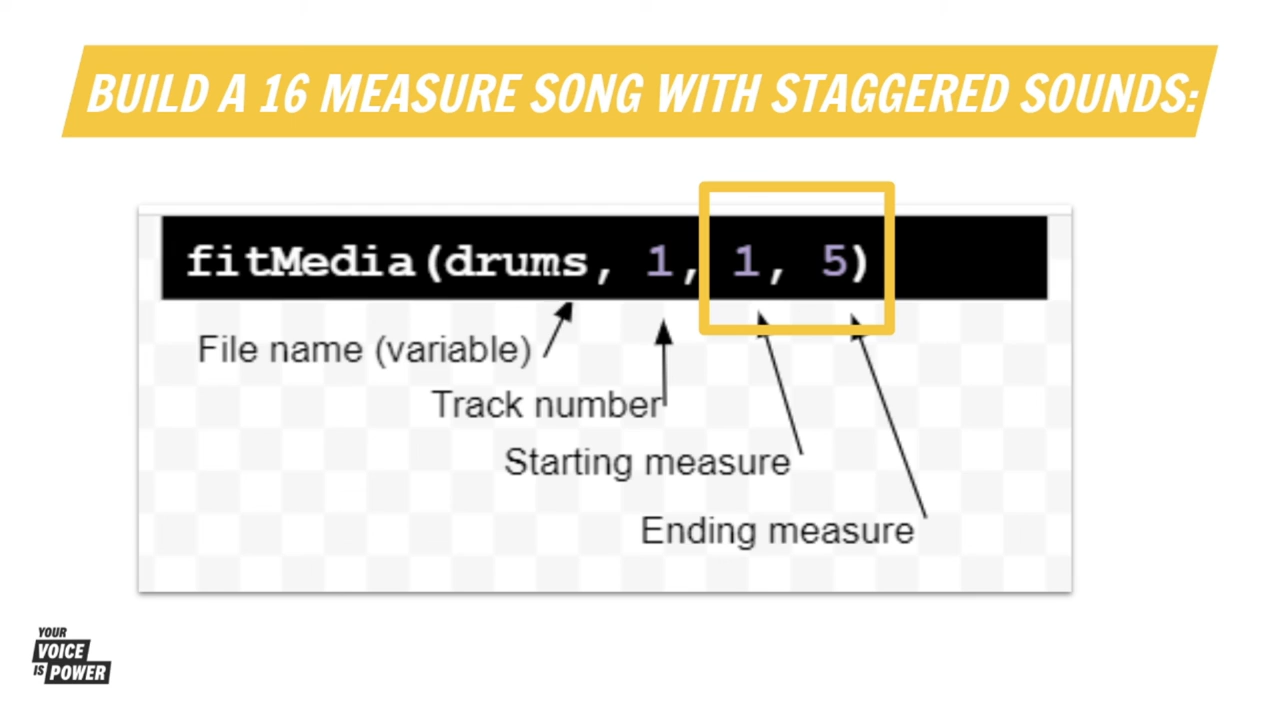 BUILD A 16 MEASURE SONG WITH STAGGERED SOUNDS:
fitMedia(drums, 1, 1, 5)
File name (variable)
Track number
Starting measure
Ending measure
YOUR
VOICE
IS POWER